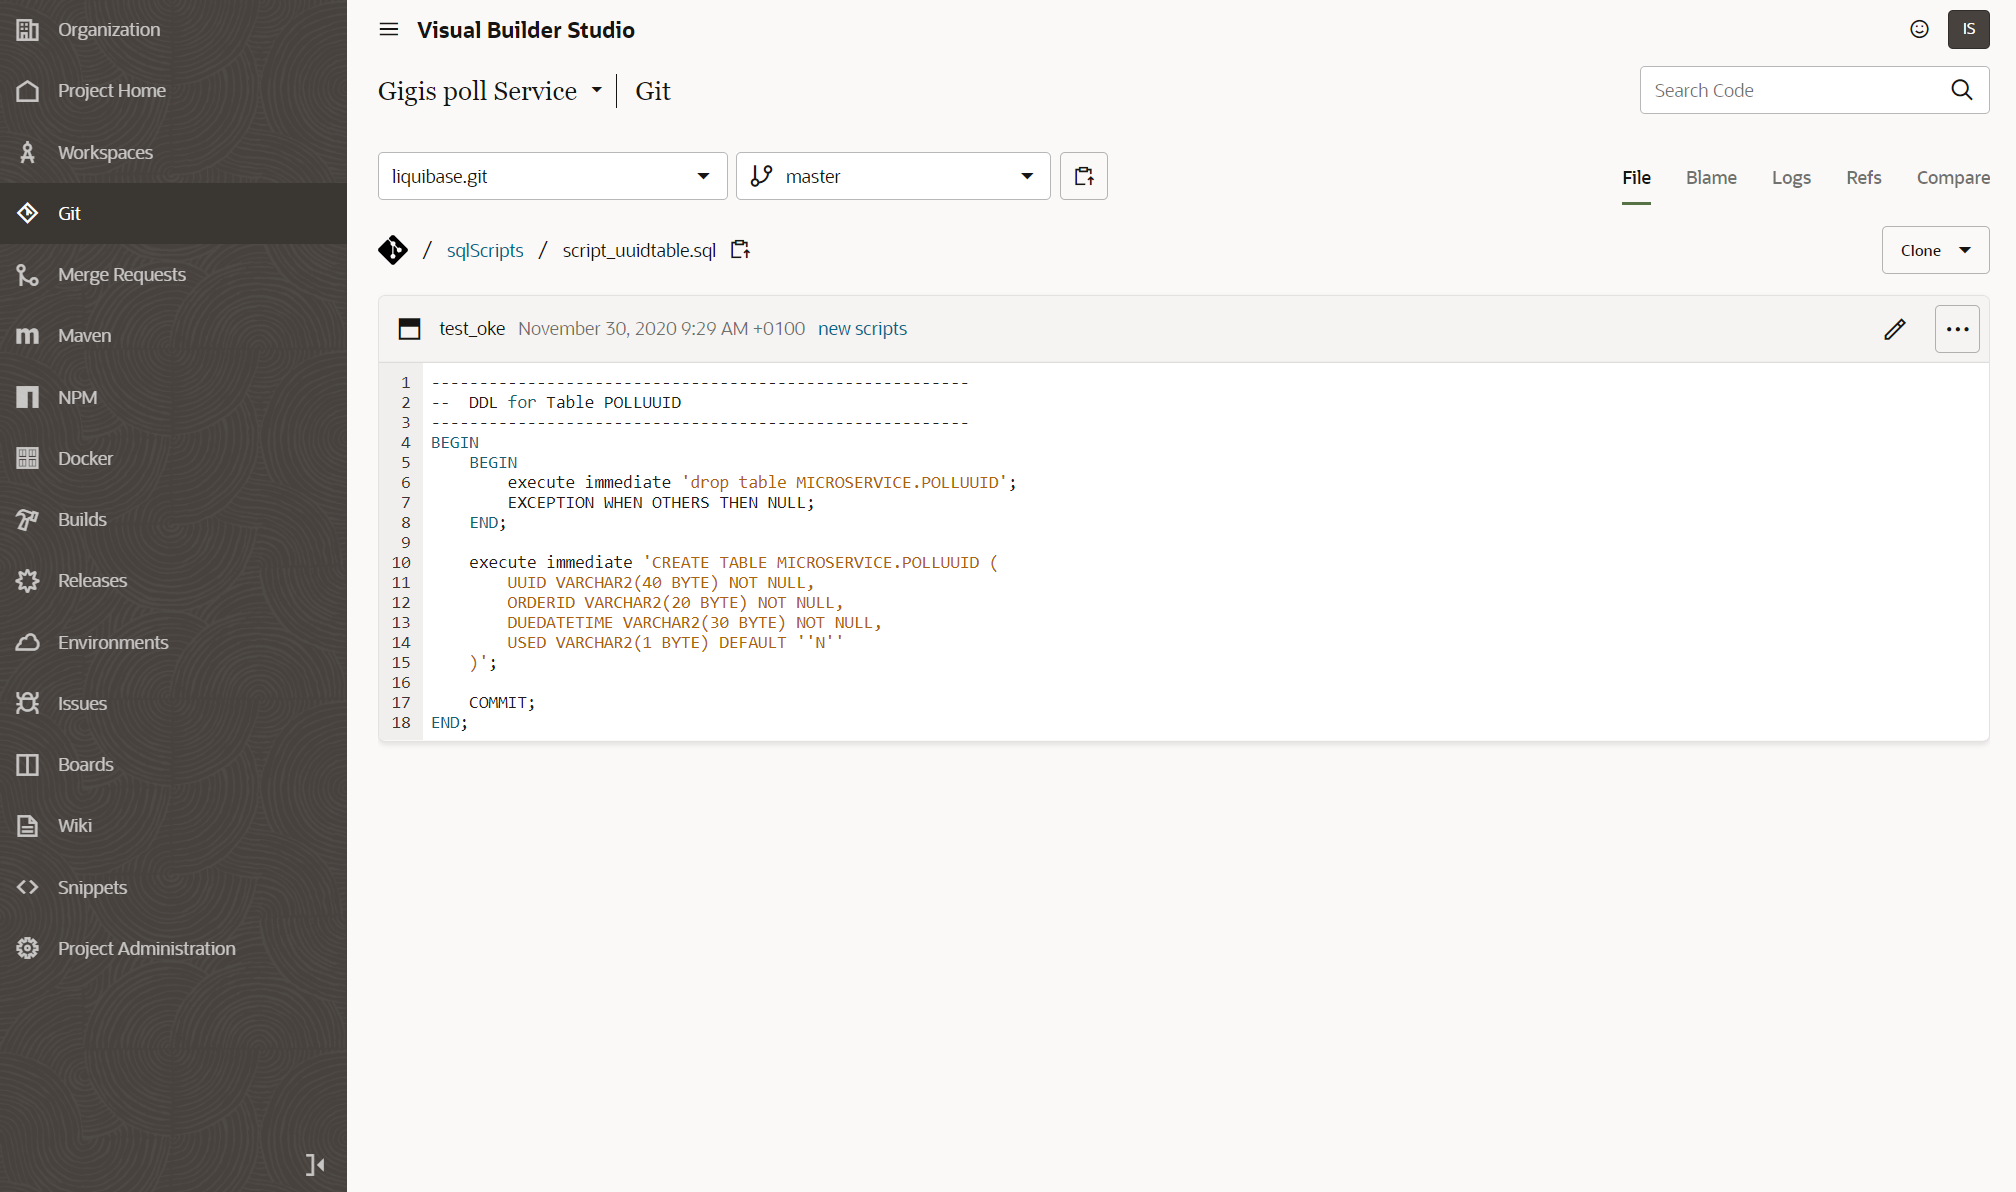 Organization
Project Home
Workspaces
Git
Merge Requests
Maven
NPM
Docker
Builds
Releases
Environments
Issues
Boards
Wiki
Snippets
Project Administration
Visual Builder Studio
IS
Gigis poll Service Git
Search Code
liquibase.git master
File Blame Logs Refs Compare
/ sqlScripts / script_uuidtable.sql
Clone
test_oke November 30, 2020 9:29 AM +0100 new scripts
1 --------------------------------------------------------
2 --  DDL for Table POLLUUID
3 --------------------------------------------------------
4 BEGIN
5     BEGIN
6         execute immediate 'drop table MICROSERVICE.POLLUUID';
7         EXCEPTION WHEN OTHERS THEN NULL;
8     END;
9
10     execute immediate 'CREATE TABLE MICROSERVICE.POLLUUID (
11         UUID VARCHAR2(40 BYTE) NOT NULL,
12         ORDERID VARCHAR2(20 BYTE) NOT NULL,
13         DUEDATETIME VARCHAR2(30 BYTE) NOT NULL,
14         USED VARCHAR2(1 BYTE) DEFAULT ''N''
15     )';
16
17     COMMIT;
18 END;